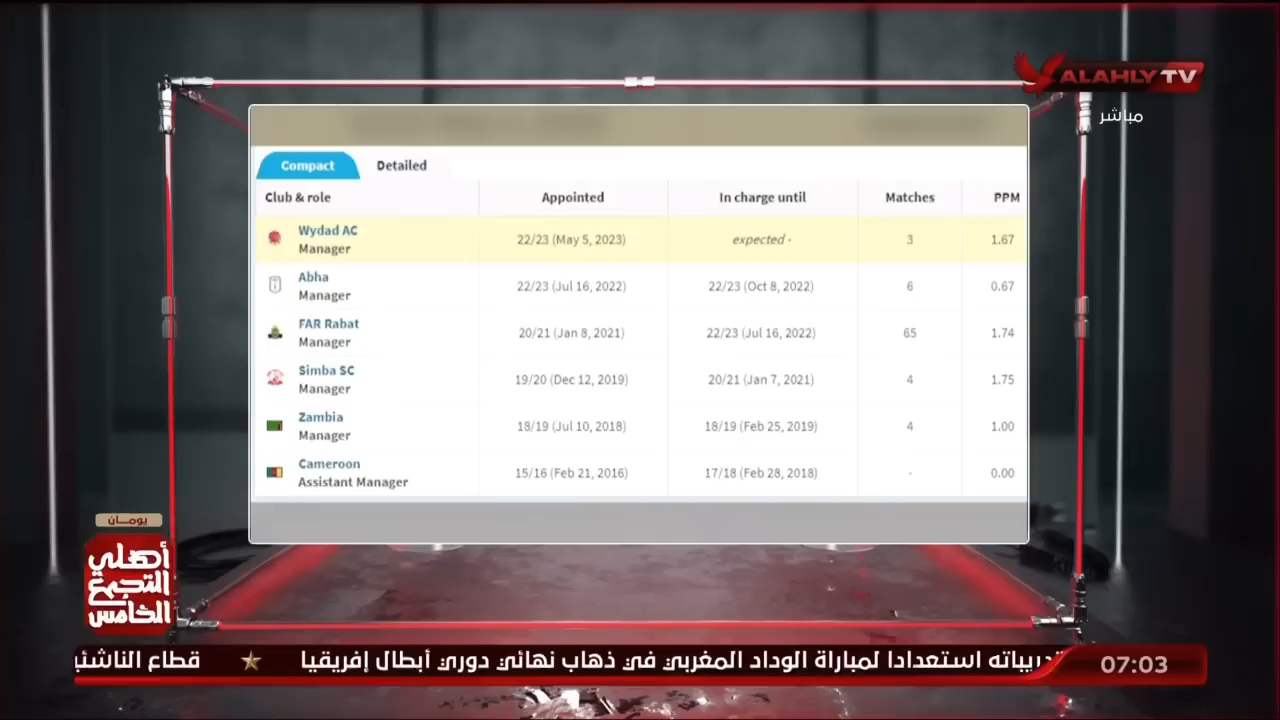 ALAHLY TV
مباشر
Compact Detailed
Club & role Appointed In charge until Matches PPM
Wydad AC
Manager 22/23 (May 5, 2023) expected - 3 1.67
Abha
Manager 22/23 (Jul 16, 2022) 22/23 (Oct 8, 2022) 6 0.67
FAR Rabat
Manager 20/21 (Jan 8, 2021) 22/23 (Jul 16, 2022) 65 1.74
Simba SC
Manager 19/20 (Dec 12, 2019) 20/21 (Jan 7, 2021) 4 1.75
Zambia
Manager 18/19 (Jul 10, 2018) 18/19 (Feb 25, 2019) 4 1.00
Cameroon
Assistant Manager 15/16 (Feb 21, 2016) 17/18 (Feb 28, 2018) - 0.00
يومـــان
أهلي
التجمع
الخامس
استعدادا لمباراة الوداد المغربي في ذهاب نهائي دوري أبطال إفريقيا ★ قطاع
07:03